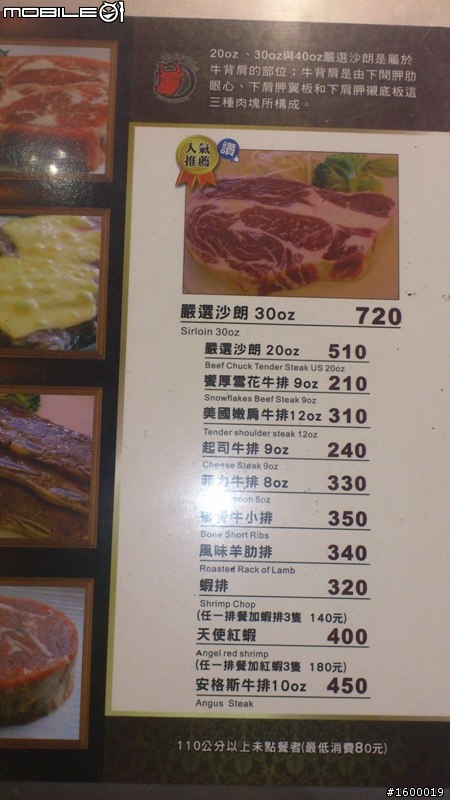 MOBILE01
20oz、30oz與40oz嚴選沙朗是屬於
牛背肩的部位；牛背肩是由下間胛肋
眼心、下肩胛翼板和下肩胛襯底板這
三種肉塊所構成。
人氣
推薦
讚
嚴選沙朗 30oz 720
Sirloin 30oz
嚴選沙朗 20oz 510
Beef Chuck Tender Steak US 20oz
饗厚雪花牛排 9oz 210
Snowflakes Beef Steak 9oz
美國嫩肩牛排12oz 310
Tender shoulder steak 12oz
起司牛排 9oz 240
Cheese Steak 9oz
菲力牛排 8oz 330
8oz
牛小排 350
Bone Short Ribs
風味羊肋排 340
Roasted Rack of Lamb
蝦排 320
Shrimp Chop
(任一排餐加蝦排3隻 140元)
天使紅蝦 400
Angel red shrimp
(任一排餐加紅蝦3隻 180元)
安格斯牛排10oz 450
Angus Steak
110公分以上未點餐者(最低消費80元)
#1600019